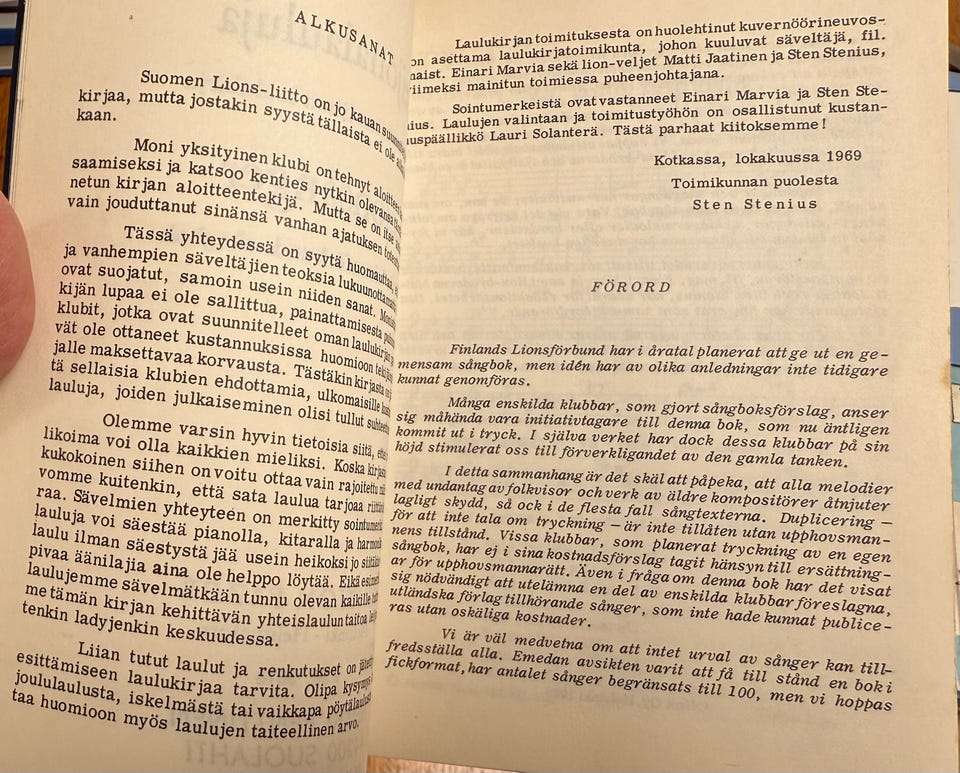 ALKUSANAT
Suomen Lions-liitto on jo kauan
kirjaa, mutta jostakin syystä tällaista ei ole
kaan.
Moni yksityinen klubi on tehnyt
saamiseksi ja katsoo kenties nytkin olevansa
netun kirjan aloitteentekijä. Mutta se on itse
vain jouduttanut sinänsä vanhan ajatuksen
Tässä yhteydessä on syytä
ja vanhempien säveltäjien teoksia
ovat suojatut, samoin usein niiden sanat.
kijän lupaa ei ole sallittua, painattamisesta
klubit, jotka ovat suunnitelleet oman
vät ole ottaneet kustannuksissa huomioon
jalle maksettavaa korvausta. Tästäkin kirjasta
tä sellaisia klubien ehdottamia, ulkomaisille
lauluja, joiden julkaiseminen olisi tullut
Olemme varsin hyvin tietoisia siitä,
likoima voi olla kaikkien mieliksi. Koska
kukokoinen siihen on voitu ottaa vain rajoitettu
vomme kuitenkin, että sata laulua tarjoaa
raa. Sävelmien yhteyteen on merkitty
lauluja voi säestää pianolla, kitaralla ja
laulu ilman säestystä jää usein heikoksi jo
pivaa äänilajia aina ole helppo löytää. Eikä
laulujemme sävelmätkään tunnu olevan kaikille
me tämän kirjan kehittävän yhteislaulun taitoa
tenkin ladyjenkin keskuudessa.
Liian tutut laulut ja renkutukset on
esittämiseen laulukirjaa tarvita. Olipa
joululaulusta, iskelmästä tai vaikkapa
taa huomioon myös laulujen taiteellinen arvo.
Laulukirjan toimituksesta on huolehtinut kuvernöörineuvos-
on asettama laulukirjatoimikunta, johon kuuluvat säveltäjä, fil.
maist. Einari Marvia sekä lion-veljet Matti Jaatinen ja Sten Stenius,
viimeksi mainitun toimiessa puheenjohtajana.
Sointumerkeistä ovat vastanneet Einari Marvia ja Sten Ste-
nius. Laulujen valintaan ja toimitustyöhön on osallistunut kustan-
nuspäällikkö Lauri Solanterä. Tästä parhaat kiitoksemme!
Kotkassa, lokakuussa 1969
Toimikunnan puolesta
Sten Stenius
FÖRORD
Finlands Lionsförbund har i åratal planerat att ge ut en ge-
mensam sångbok, men idén har av olika anledningar inte tidigare
kunnat genomföras.
Många enskilda klubbar, som gjort sångboksförslag, anser
sig måhända vara initiativtagare till denna bok, som nu äntligen
kommit ut i tryck. I själva verket har dock dessa klubbar på sin
höjd stimulerat oss till förverkligandet av den gamla tanken.
I detta sammanhang är det skäl att påpeka, att alla melodier
med undantag av folkvisor och verk av äldre kompositörer åtnjuter
lagligt skydd, så ock i de flesta fall sångtexterna. Duplicering —
för att inte tala om tryckning — är inte tillåten utan upphovsman-
nens tillstånd. Vissa klubbar, som planerat tryckning av en egen
sångbok, har ej i sina kostnadsförslag tagit hänsyn till ersättning-
ar för upphovsmannarätt. Även i fråga om denna bok har det visat
sig nödvändigt att utelämna en del av enskilda klubbar föreslagna,
utländska förlag tillhörande sånger, som inte hade kunnat publice-
ras utan oskäliga kostnader.
Vi är väl medvetna om att intet urval av sånger kan till-
fredsställa alla. Emedan avsikten varit att få till stånd en bok i
fickformat, har antalet sånger begränsats till 100, men vi hoppas